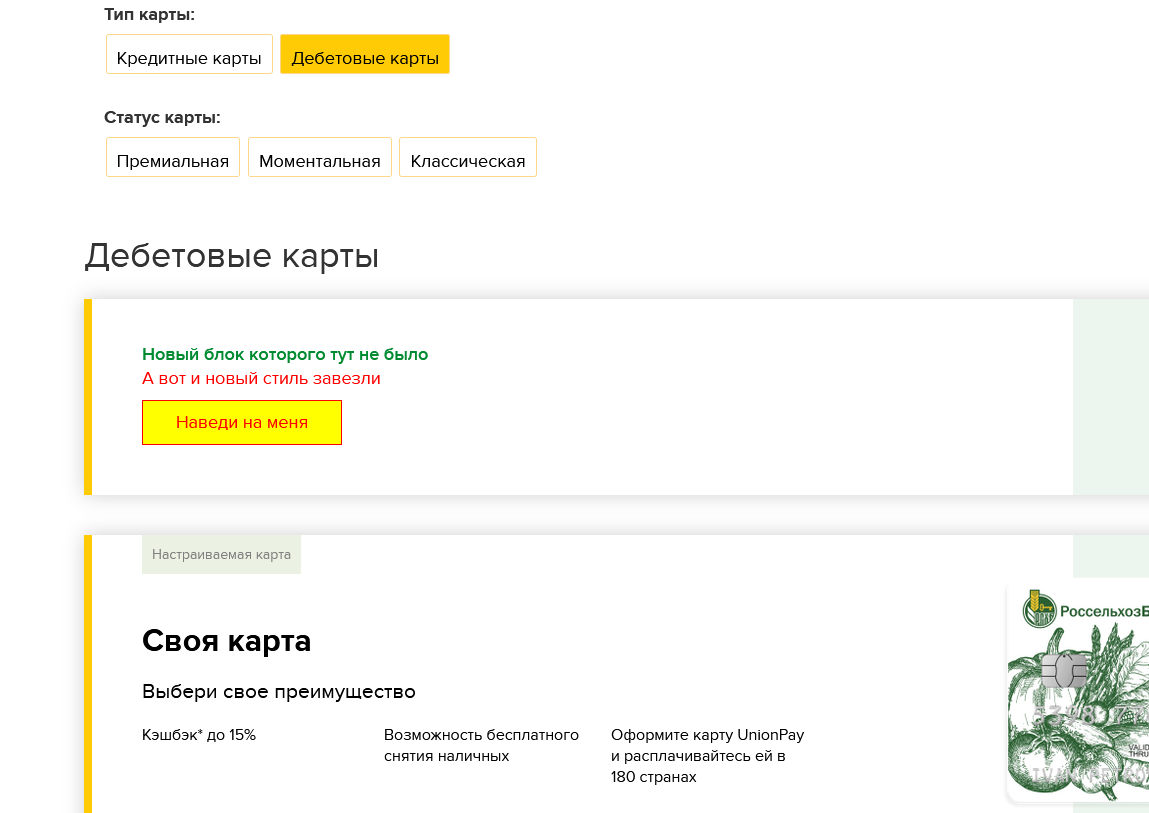 Тип карты:
Кредитные карты Дебетовые карты
Статус карты:
Премиальная Моментальная Классическая
Дебетовые карты
Новый блок которого тут не было
А вот и новый стиль завезли
Наведи на меня
Настраиваемая карта
Своя карта
Выбери свое преимущество
Кэшбэк* до 15%
Возможность бесплатного
снятия наличных
Оформите карту UnionPay
и расплачивайтесь ей в
180 странах
РоссельхозБ
VALID
THRU